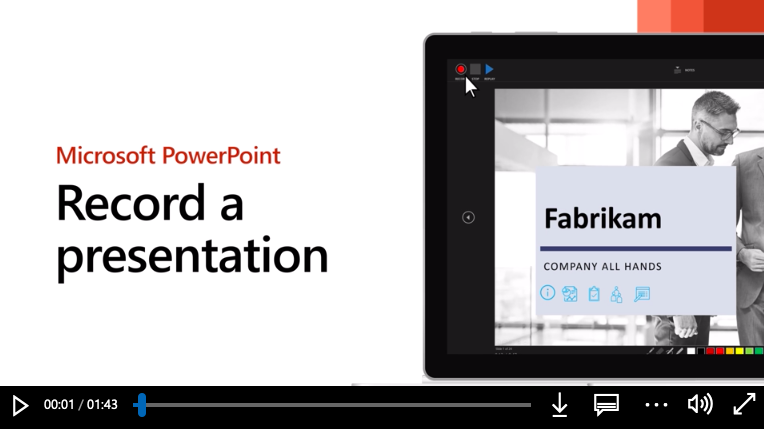 Microsoft PowerPoint
Record a
presentation
Fabrikam
COMPANY ALL HANDS
00:01 / 01:43